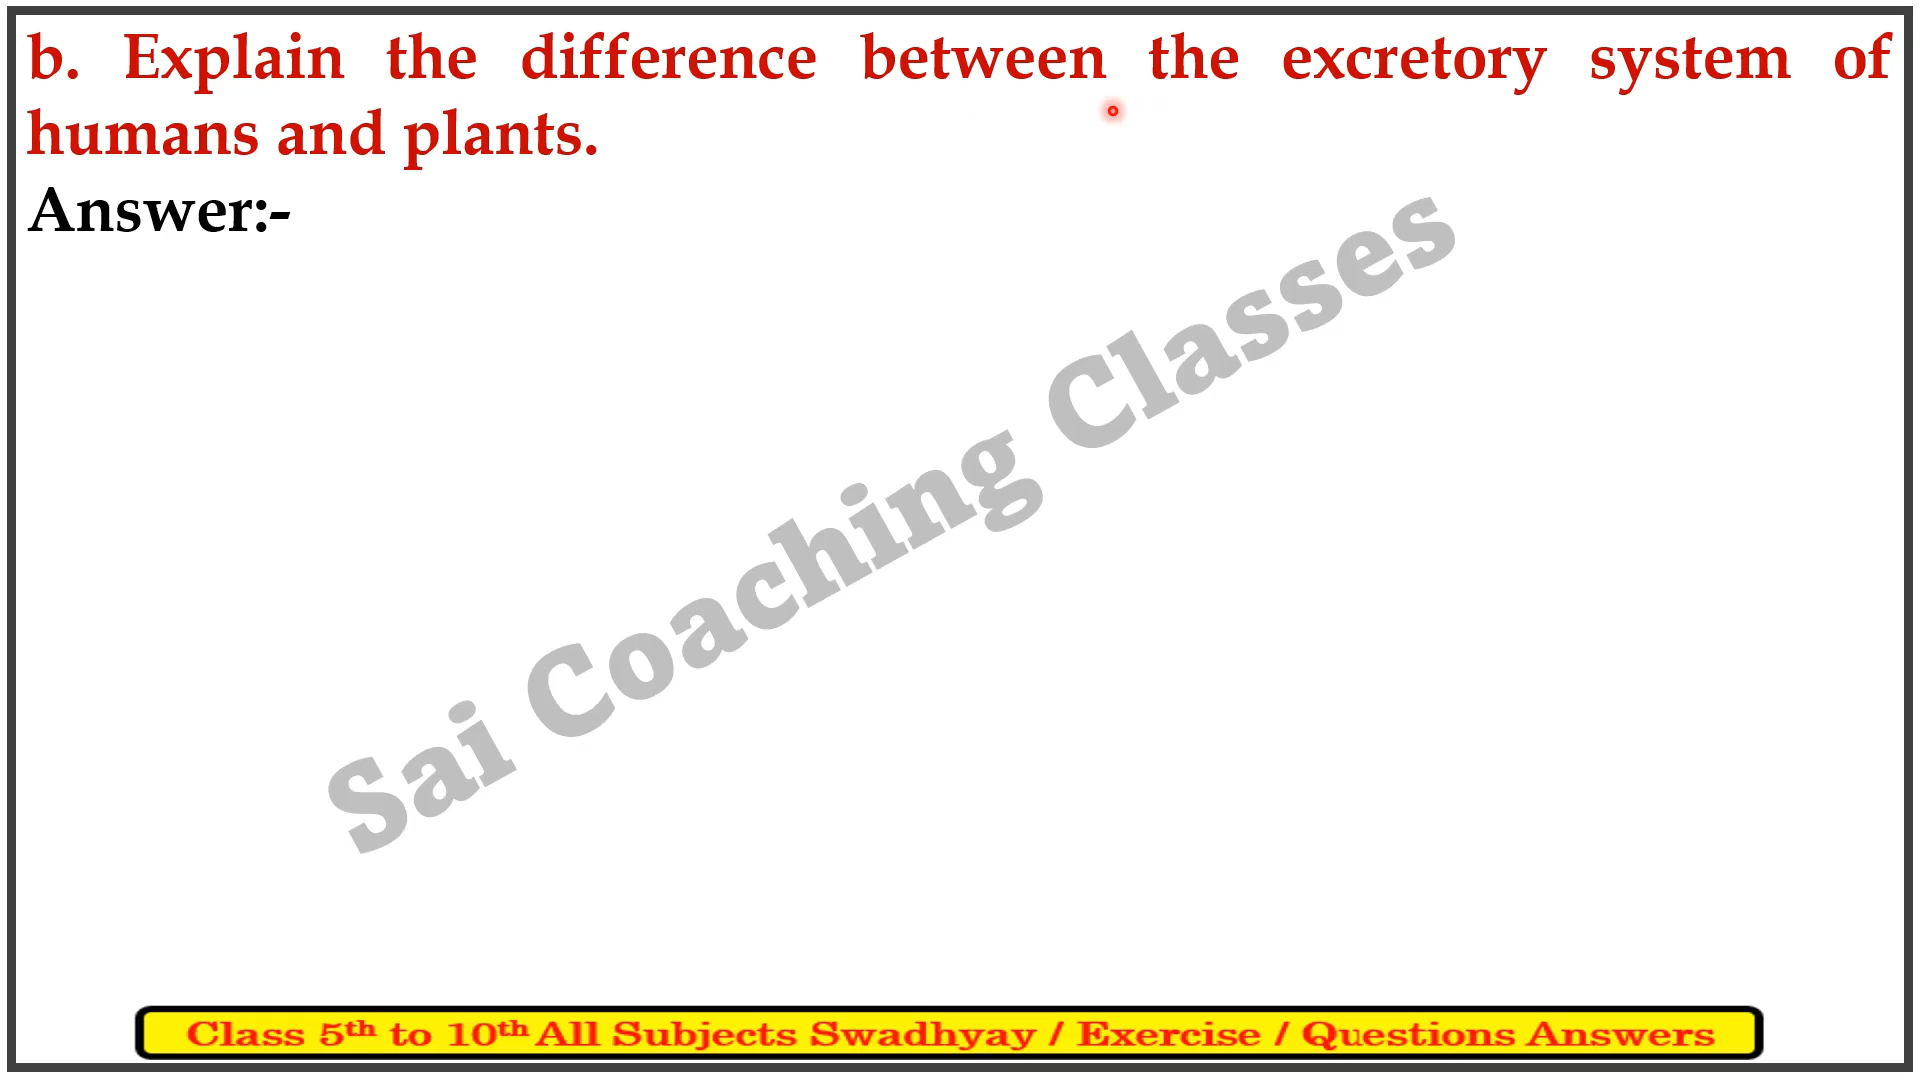 b. Explain the difference between the excretory system of
humans and plants.
Answer:-
Sai Coaching Classes
Class 5th to 10th All Subjects Swadhyay / Exercise / Questions Answers